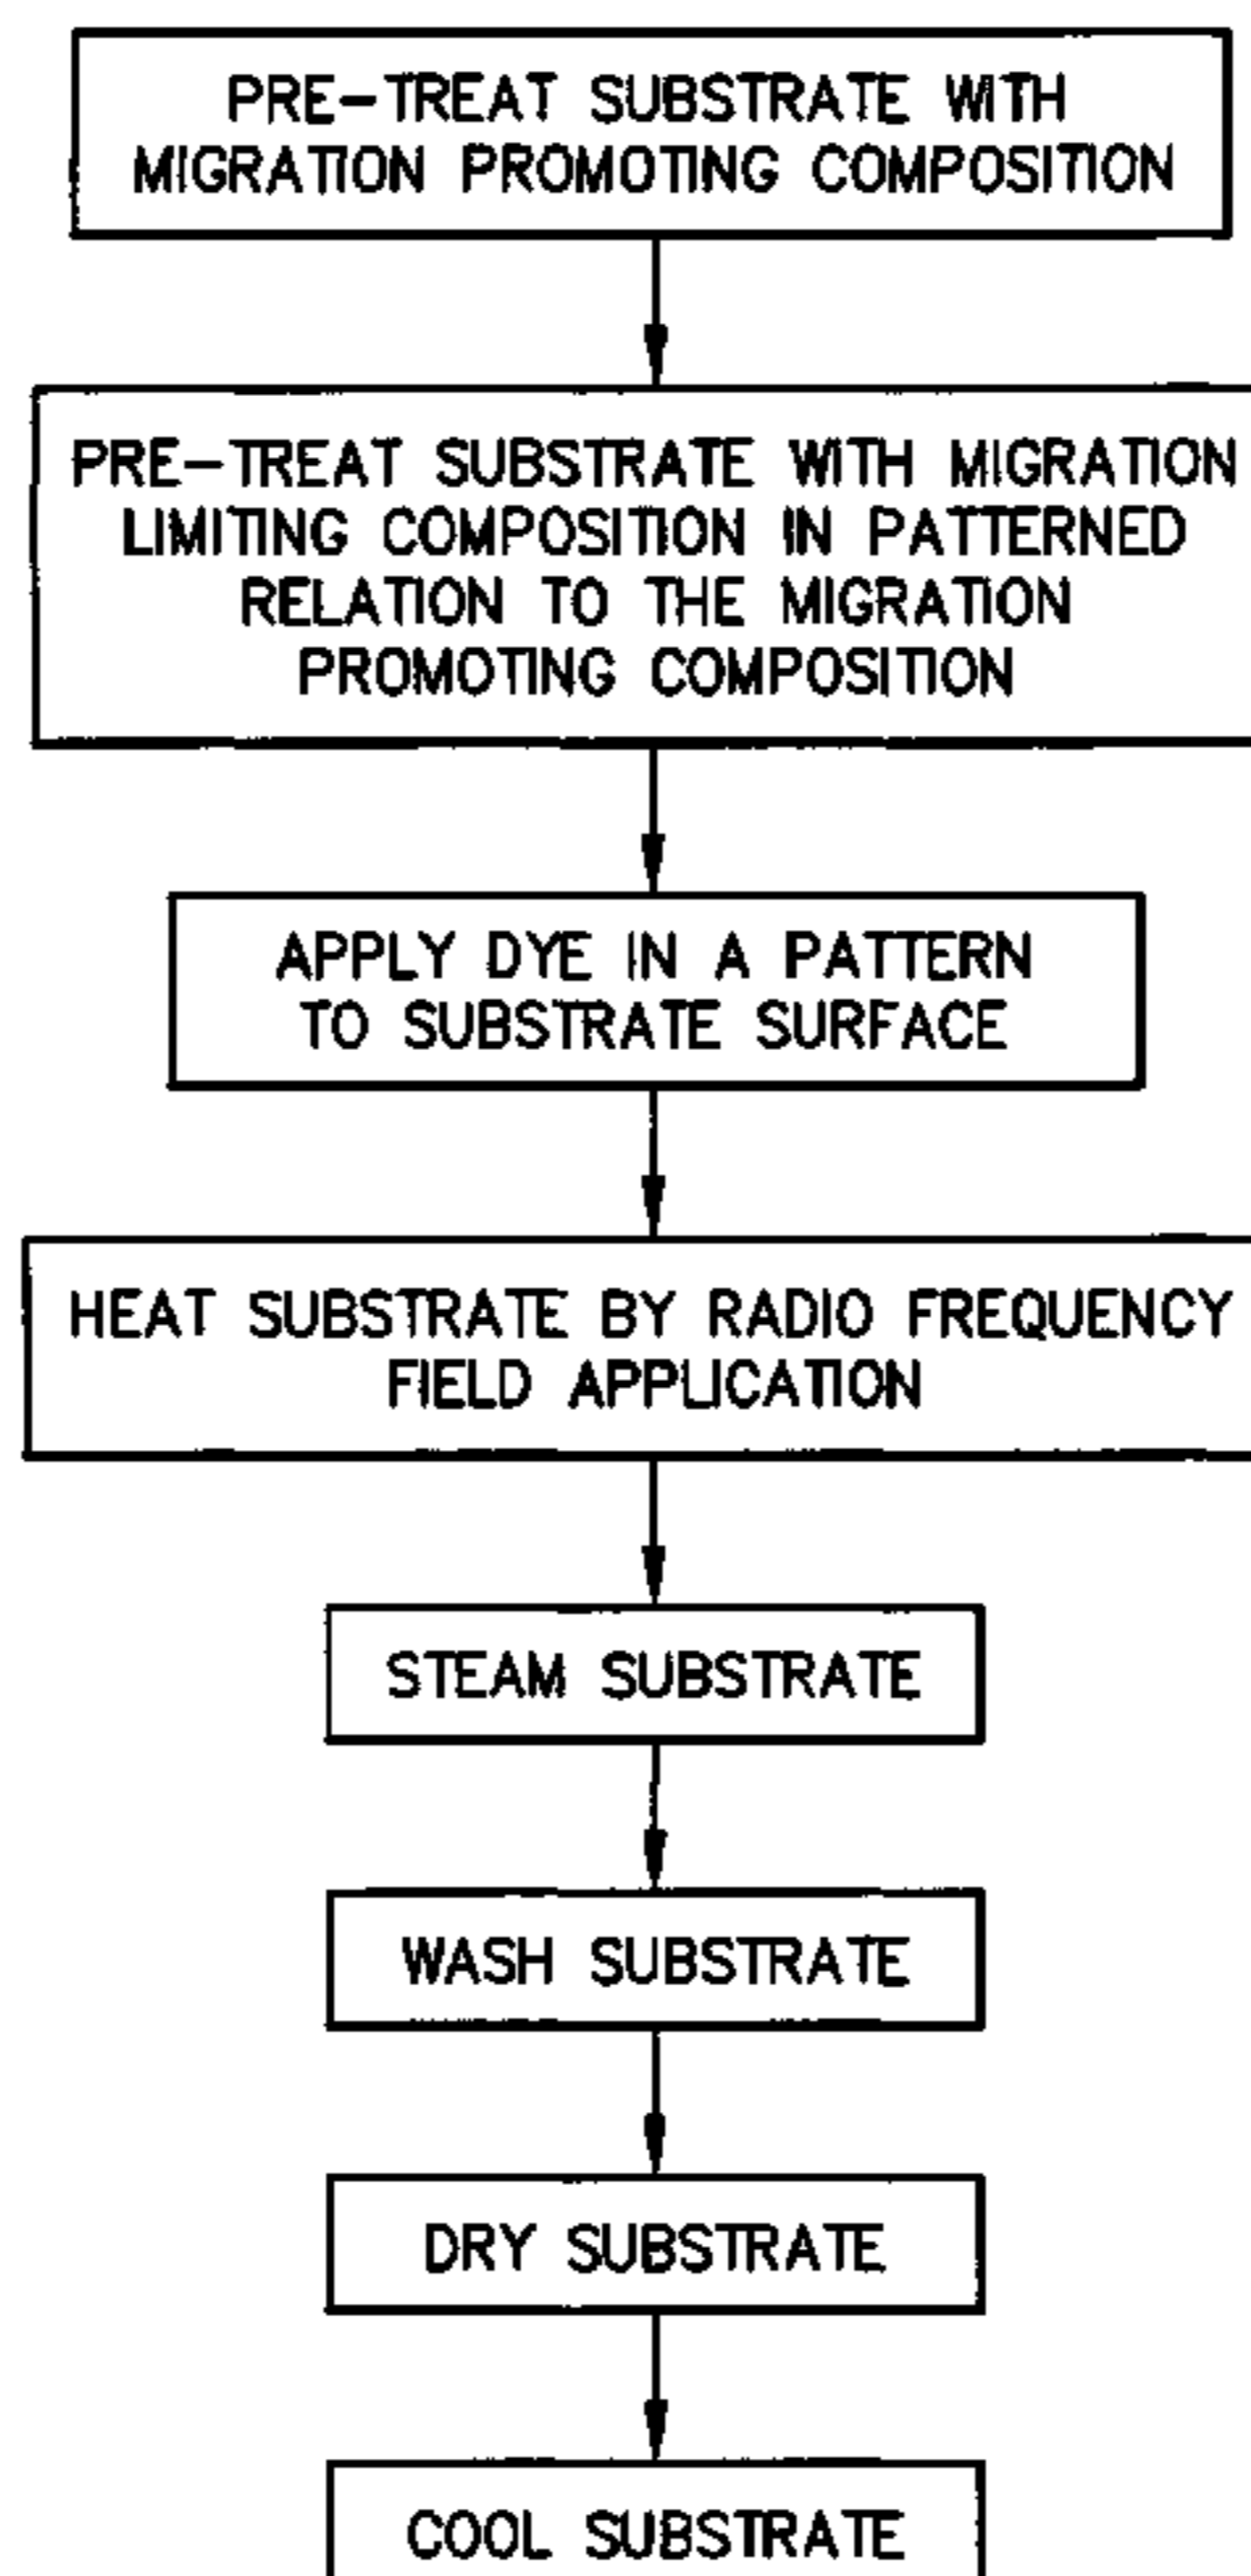 PRE-TREAT SUBSTRATE WITH
MIGRATION PROMOTING COMPOSITION
PRE-TREAT SUBSTRATE WITH MIGRATION
LIMITING COMPOSITION IN PATTERNED
RELATION TO THE MIGRATION
PROMOTING COMPOSITION
APPLY DYE IN A PATTERN
TO SUBSTRATE SURFACE
HEAT SUBSTRATE BY RADIO FREQUENCY
FIELD APPLICATION
STEAM SUBSTRATE
WASH SUBSTRATE
DRY SUBSTRATE
COOL SUBSTRATE